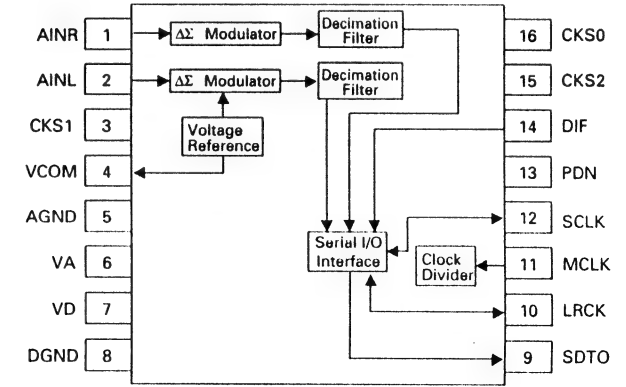 AINR 1
AINL 2
CKS1 3
VCOM 4
AGND 5
VA 6
VD 7
DGND 8
ΔΣ Modulator
Decimation
Filter
ΔΣ Modulator
Decimation
Filter
Voltage
Reference
Serial I/O
Interface
Clock
Divider
16 CKS0
15 CKS2
14 DIF
13 PDN
12 SCLK
11 MCLK
10 LRCK
9 SDTO